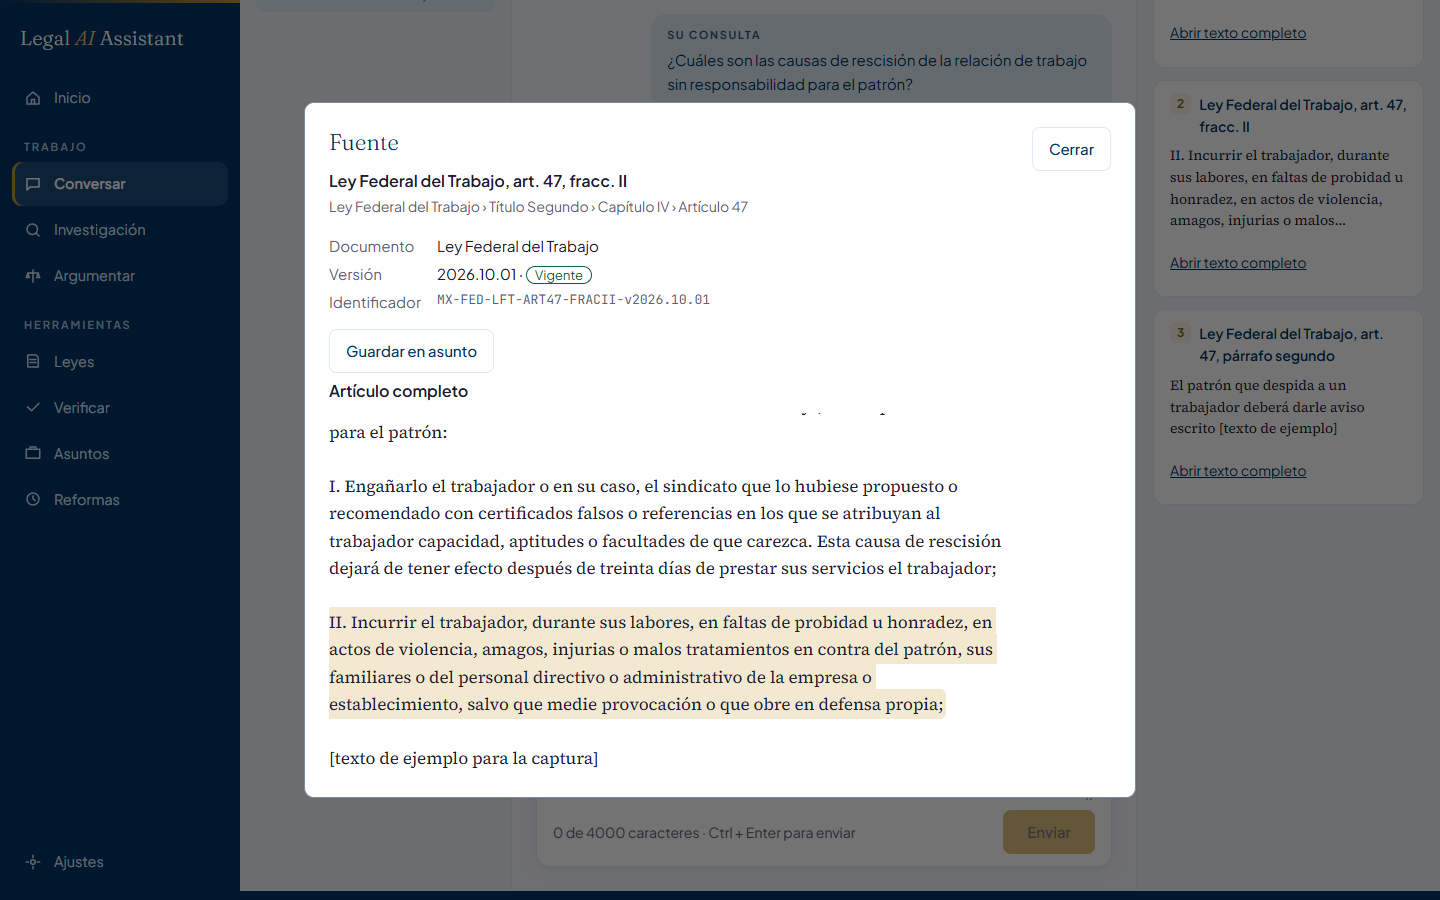 Legal AI Assistant
Inicio
TRABAJO
Conversar
Investigación
Argumentar
HERRAMIENTAS
Leyes
Verificar
Asuntos
Reformas
Ajustes
SU CONSULTA
¿Cuáles son las causas de rescisión de la relación de trabajo
sin responsabilidad para el patrón?
Fuente
Cerrar
Ley Federal del Trabajo, art. 47, fracc. II
Ley Federal del Trabajo › Título Segundo › Capítulo IV › Artículo 47
Documento Ley Federal del Trabajo
Versión 2026.10.01 · Vigente
Identificador MX-FED-LFT-ART47-FRACII-v2026.10.01
Guardar en asunto
Artículo completo
para el patrón:
I. Engañarlo el trabajador o en su caso, el sindicato que lo hubiese propuesto o
recomendado con certificados falsos o referencias en los que se atribuyan al
trabajador capacidad, aptitudes o facultades de que carezca. Esta causa de rescisión
dejará de tener efecto después de treinta días de prestar sus servicios el trabajador;
II. Incurrir el trabajador, durante sus labores, en faltas de probidad u honradez, en
actos de violencia, amagos, injurias o malos tratamientos en contra del patrón, sus
familiares o del personal directivo o administrativo de la empresa o
establecimiento, salvo que medie provocación o que obre en defensa propia;
[texto de ejemplo para la captura]
0 de 4000 caracteres · Ctrl + Enter para enviar
Enviar
Abrir texto completo
2 Ley Federal del Trabajo, art. 47,
fracc. II
II. Incurrir el trabajador, durante
sus labores, en faltas de probidad u
honradez, en actos de violencia,
amagos, injurias o malos...
Abrir texto completo
3 Ley Federal del Trabajo, art.
47, párrafo segundo
El patrón que despida a un
trabajador deberá darle aviso
escrito [texto de ejemplo]
Abrir texto completo